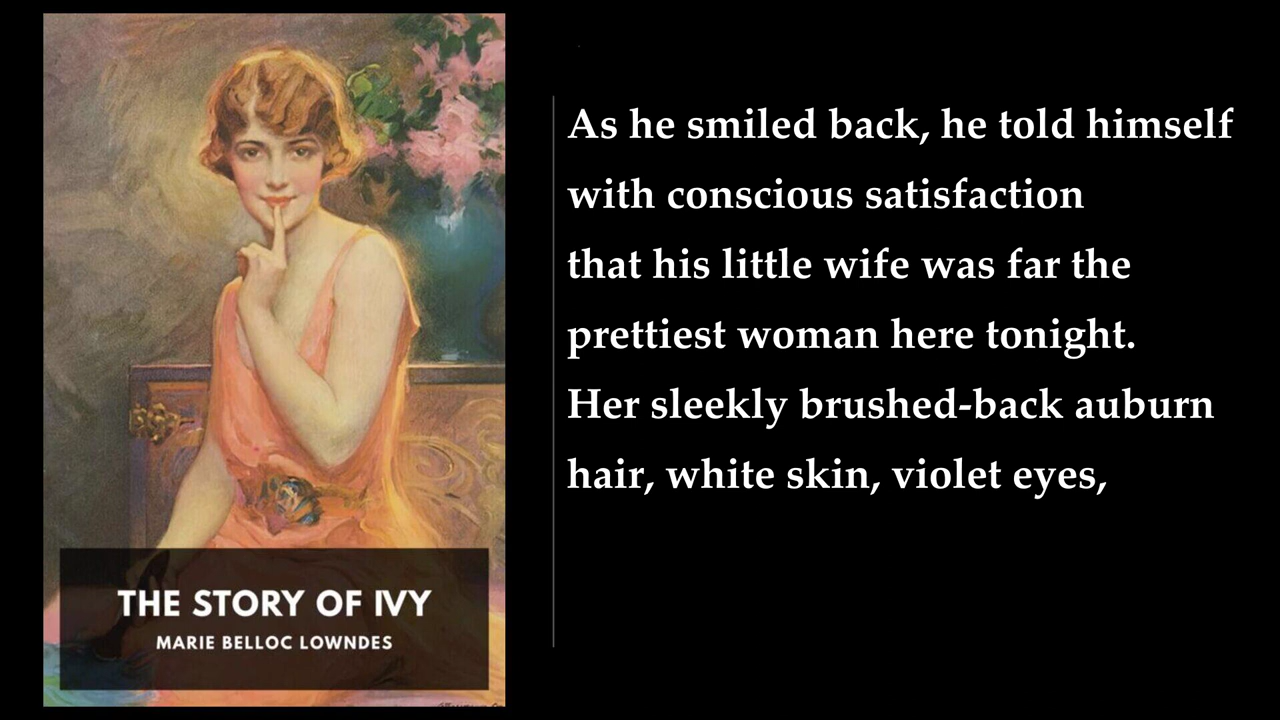 THE STORY OF IVY
MARIE BELLOC LOWNDES
As he smiled back, he told himself
with conscious satisfaction
that his little wife was far the
prettiest woman here tonight.
Her sleekly brushed-back auburn
hair, white skin, violet eyes,